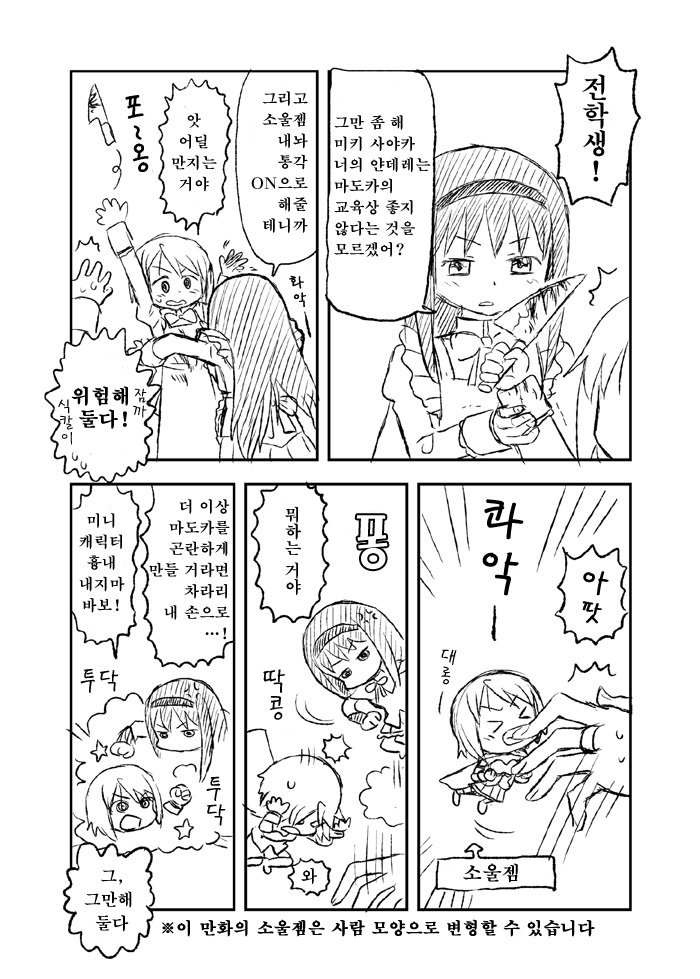 전학생!
그만 좀 해
미키 사야카
너의 얀데레는
마도카의
교육상 좋지
않다는 것을
모르겠어?
그리고
소울젬
내놔
통각
ON으로
해줄
테니까
화악
앗
어딜
만지는
거야
포~옹
위험해
둘다!
잠까
식칼이
콰악ㅡ
아팟
대롱
소울젬
퐁
뭐하는 거야
딱콩
와
더 이상
마도카를
곤란하게
만들 거라면
차라리
내 손으로
…!
미니
캐릭터
흉내
내지마
바보!
투닥
투닥
그,
그만해
둘다
※이 만화의 소울젬은 사람 모양으로 변형할 수 있습니다